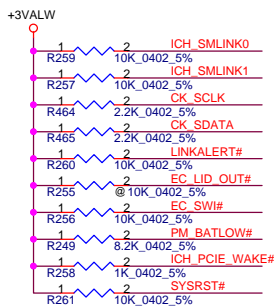 +3VALW
1 2 ICH_SMLINK0
R259 10K_0402_5%
1 2 ICH_SMLINK1
R257 10K_0402_5%
1 2 CK_SCLK
R464 2.2K_0402_5%
1 2 CK_SDATA
R465 2.2K_0402_5%
1 2 LINKALERT#
R260 10K_0402_5%
1 2 EC_LID_OUT#
R255 @10K_0402_5%
1 2 EC_SWI#
R256 10K_0402_5%
1 2 PM_BATLOW#
R249 8.2K_0402_5%
1 2 ICH_PCIE_WAKE#
R258 1K_0402_5%
1 2 SYSRST#
R261 10K_0402_5%